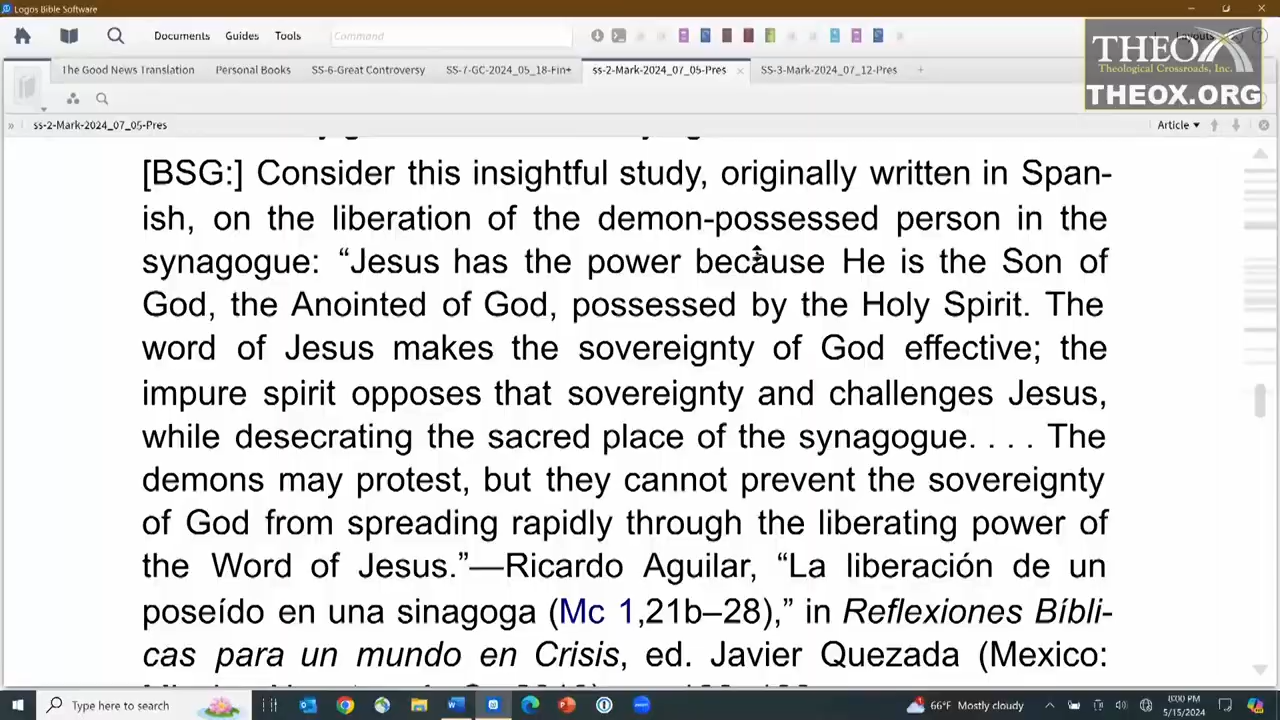 Logos Bible Software
Documents Guides Tools Command
THEOX
Theological Crossroads, Inc.
THEOX.ORG
The Good News Translation Personal Books SS-6-Great Controversy 05_18-Fin+ ss-2-Mark-2024_07_05-Pres SS-3-Mark-2024_07_12-Pres
ss-2-Mark-2024_07_05-Pres Article
[BSG:] Consider this insightful study, originally written in Span-
ish, on the liberation of the demon-possessed person in the
synagogue: “Jesus has the power because He is the Son of
God, the Anointed of God, possessed by the Holy Spirit. The
word of Jesus makes the sovereignty of God effective; the
impure spirit opposes that sovereignty and challenges Jesus,
while desecrating the sacred place of the synagogue. . . . The
demons may protest, but they cannot prevent the sovereignty
of God from spreading rapidly through the liberating power of
the Word of Jesus.”—Ricardo Aguilar, “La liberación de un
poseído en una sinagoga (Mc 1,21b–28),” in Reflexiones Bíbli-
cas para un mundo en Crisis, ed. Javier Quezada (Mexico:
Type here to search
66°F Mostly cloudy
8:00 PM
5/15/2024